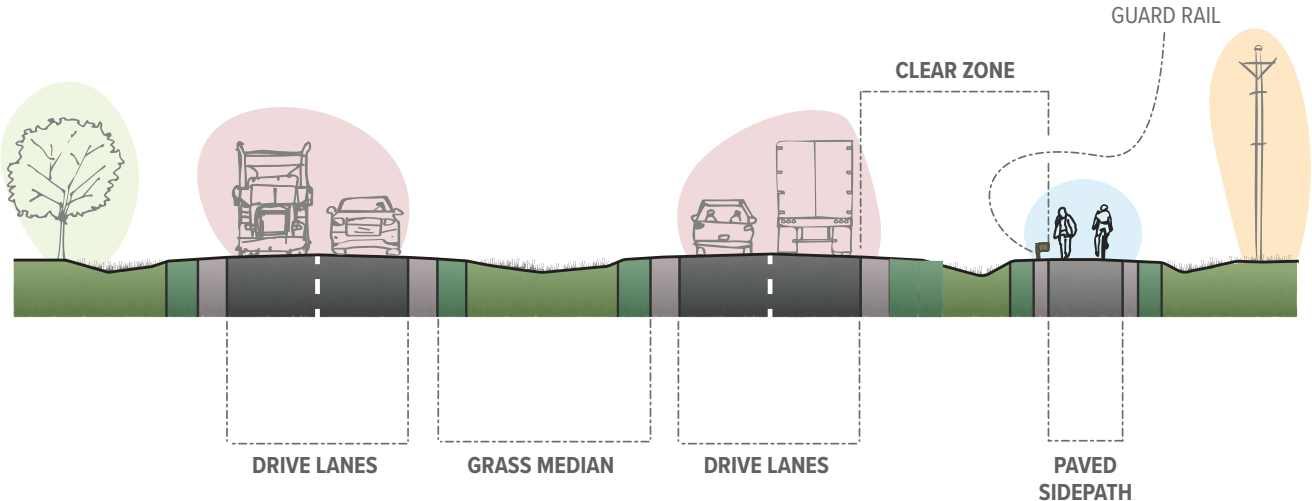 GUARD RAIL
CLEAR ZONE
DRIVE LANES
GRASS MEDIAN
DRIVE LANES
PAVED
SIDEPATH